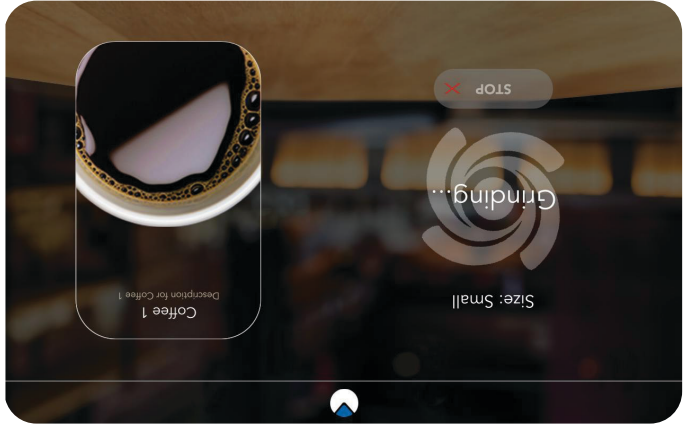 Size: Small
Grinding...
STOP
Coffee 1
Description for Coffee 1